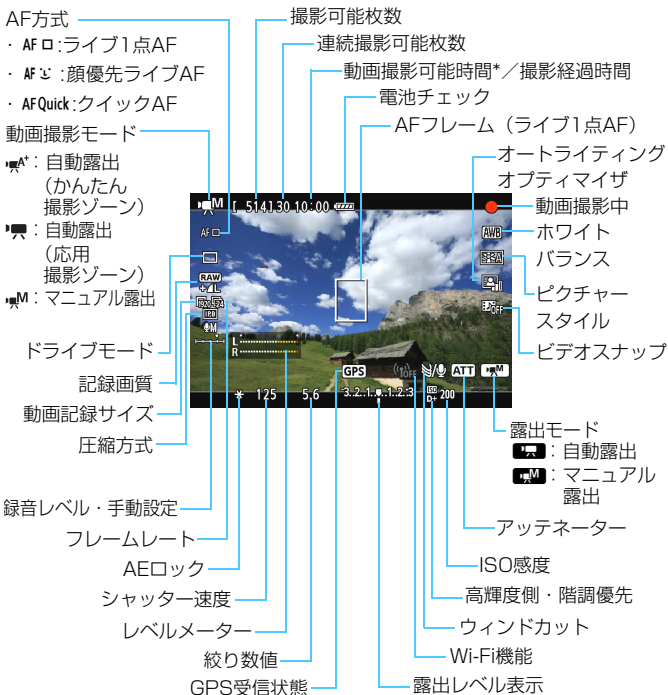 AF方式
・AF□:ライブ1点AF
・AF:顔優先ライブAF
・AFQuick:クイックAF
動画撮影モード
A+:自動露出
(かんたん
撮影ゾーン)
:自動露出
(応用
撮影ゾーン)
M:マニュアル露出
ドライブモード
記録画質
動画記録サイズ
圧縮方式
録音レベル・手動設定
フレームレート
AEロック
シャッター速度
レベルメーター
絞り数値
GPS受信状態
撮影可能枚数
連続撮影可能枚数
動画撮影可能時間*/撮影経過時間
電池チェック
AFフレーム(ライブ1点AF)
オートライティング
オプティマイザ
動画撮影中
ホワイト
バランス
ピクチャー
スタイル
ビデオスナップ
露出モード
:自動露出
M:マニュアル
露出
アッテネーター
ISO感度
高輝度側・階調優先
ウィンドカット
Wi-Fi機能
露出レベル表示
M [ 514]30 10:00
AF□
AWB
RAW
+L
IPB
M
OFF
L
R
GPS
OFF
ATT
M
* 125 5.6 3..2..1...1..2..3 ISO D+ 200